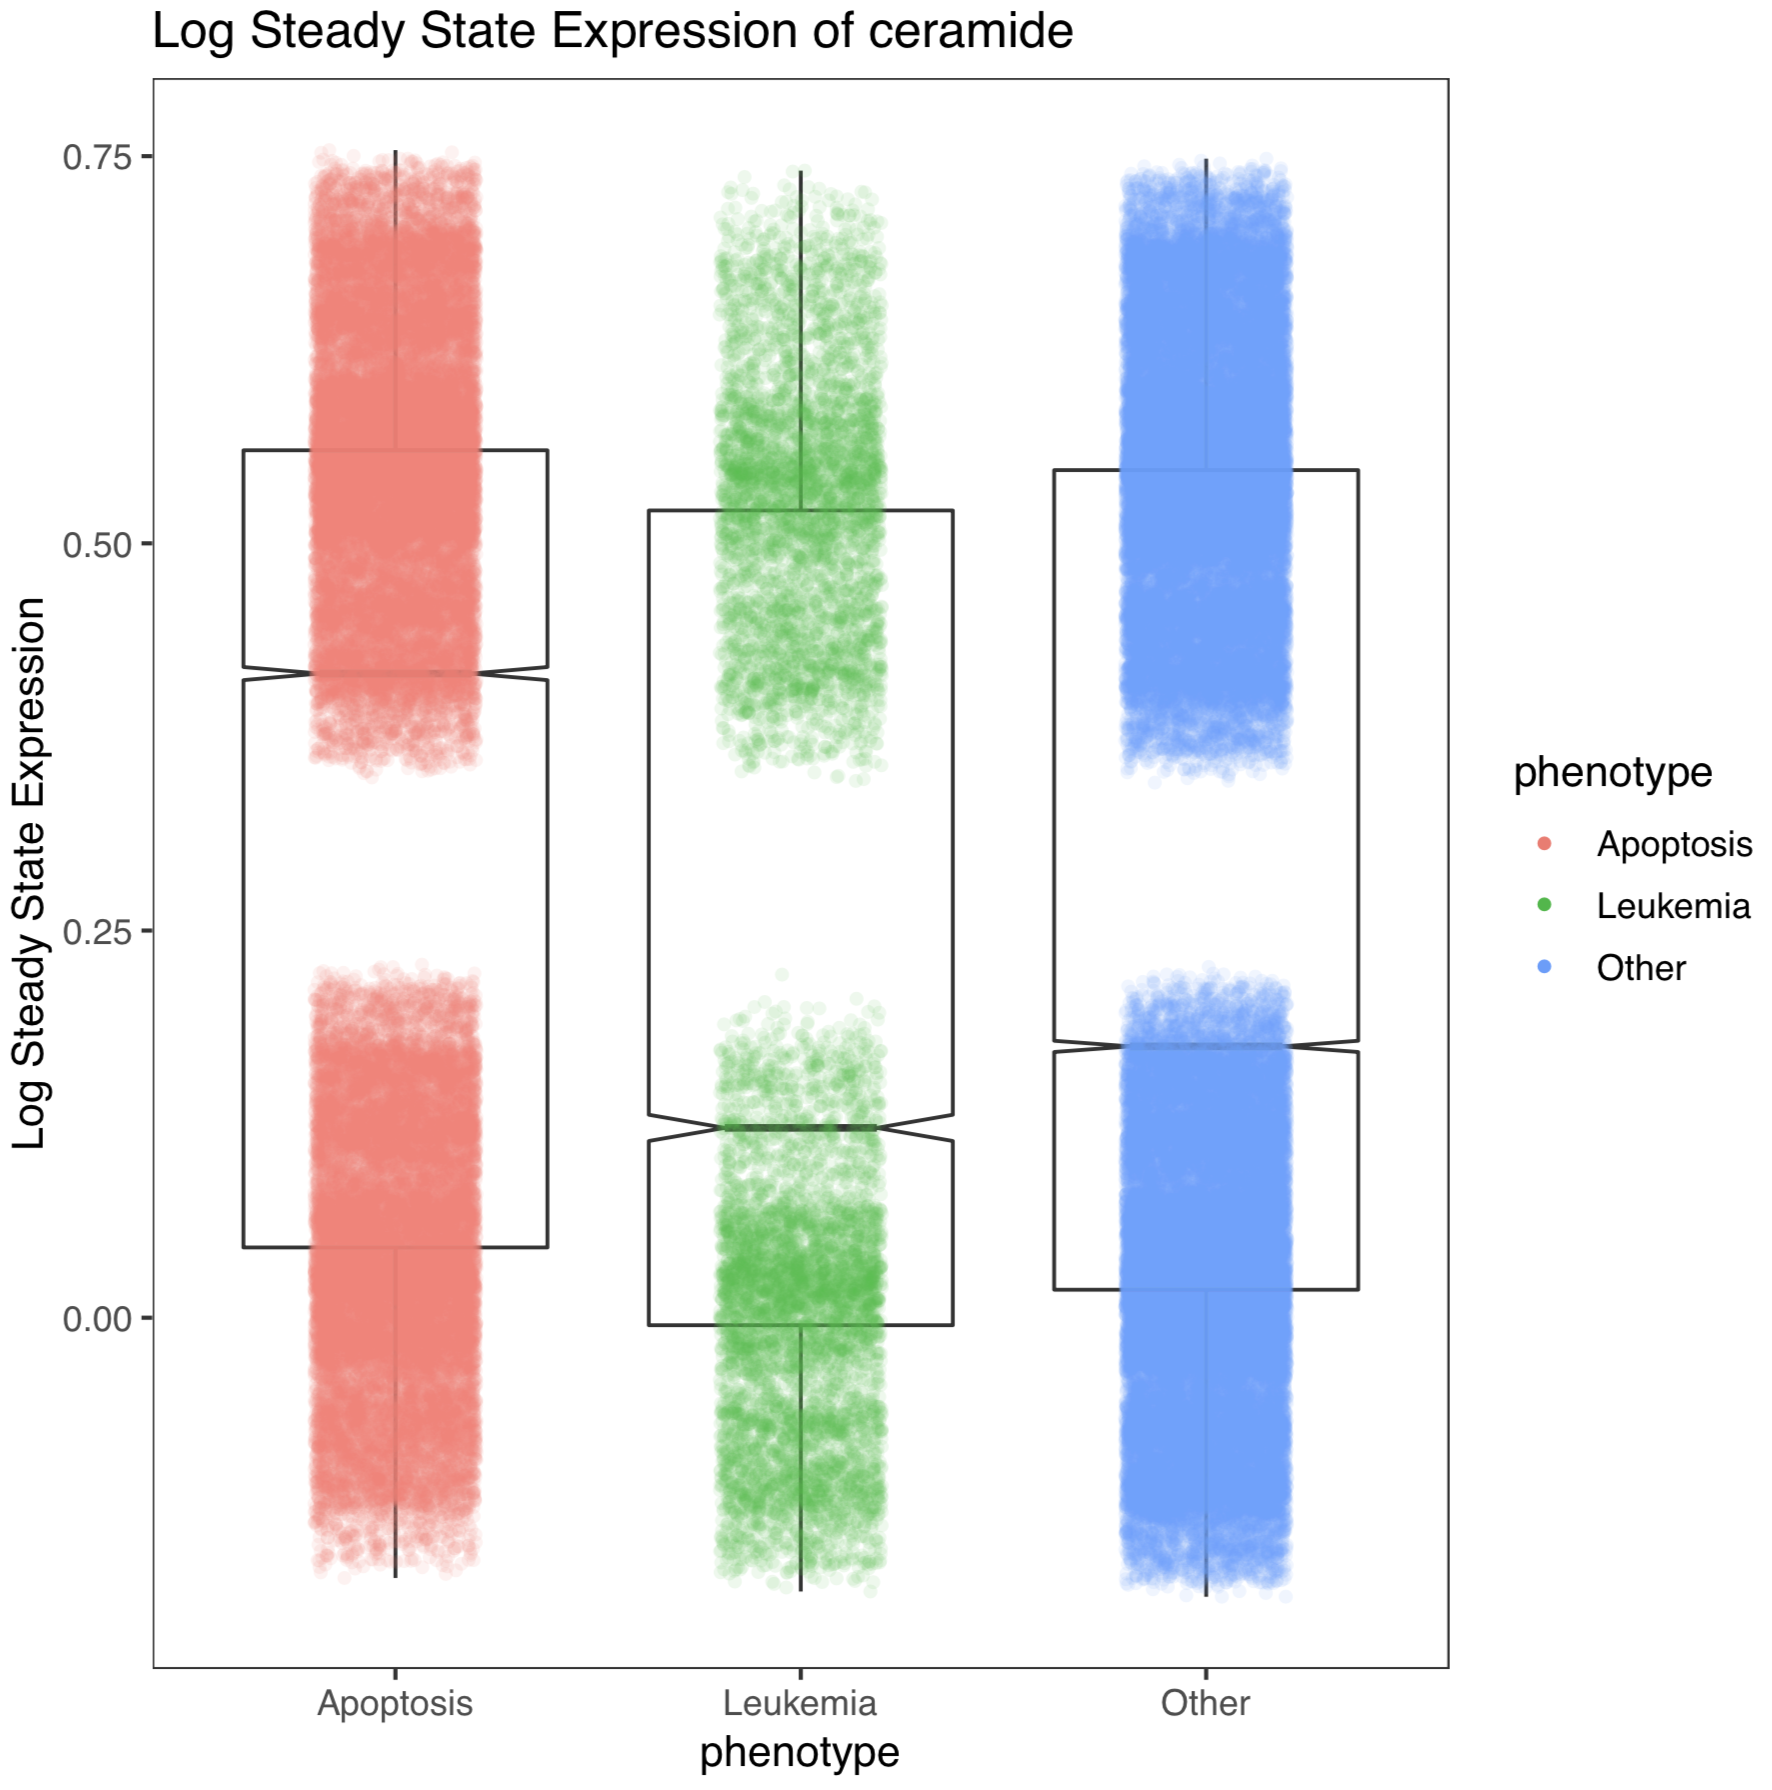 Log Steady State Expression of ceramide
Log Steady State Expression
0.75
0.50
0.25
0.00
Apoptosis
Leukemia
Other
phenotype
phenotype
Apoptosis
Leukemia
Other